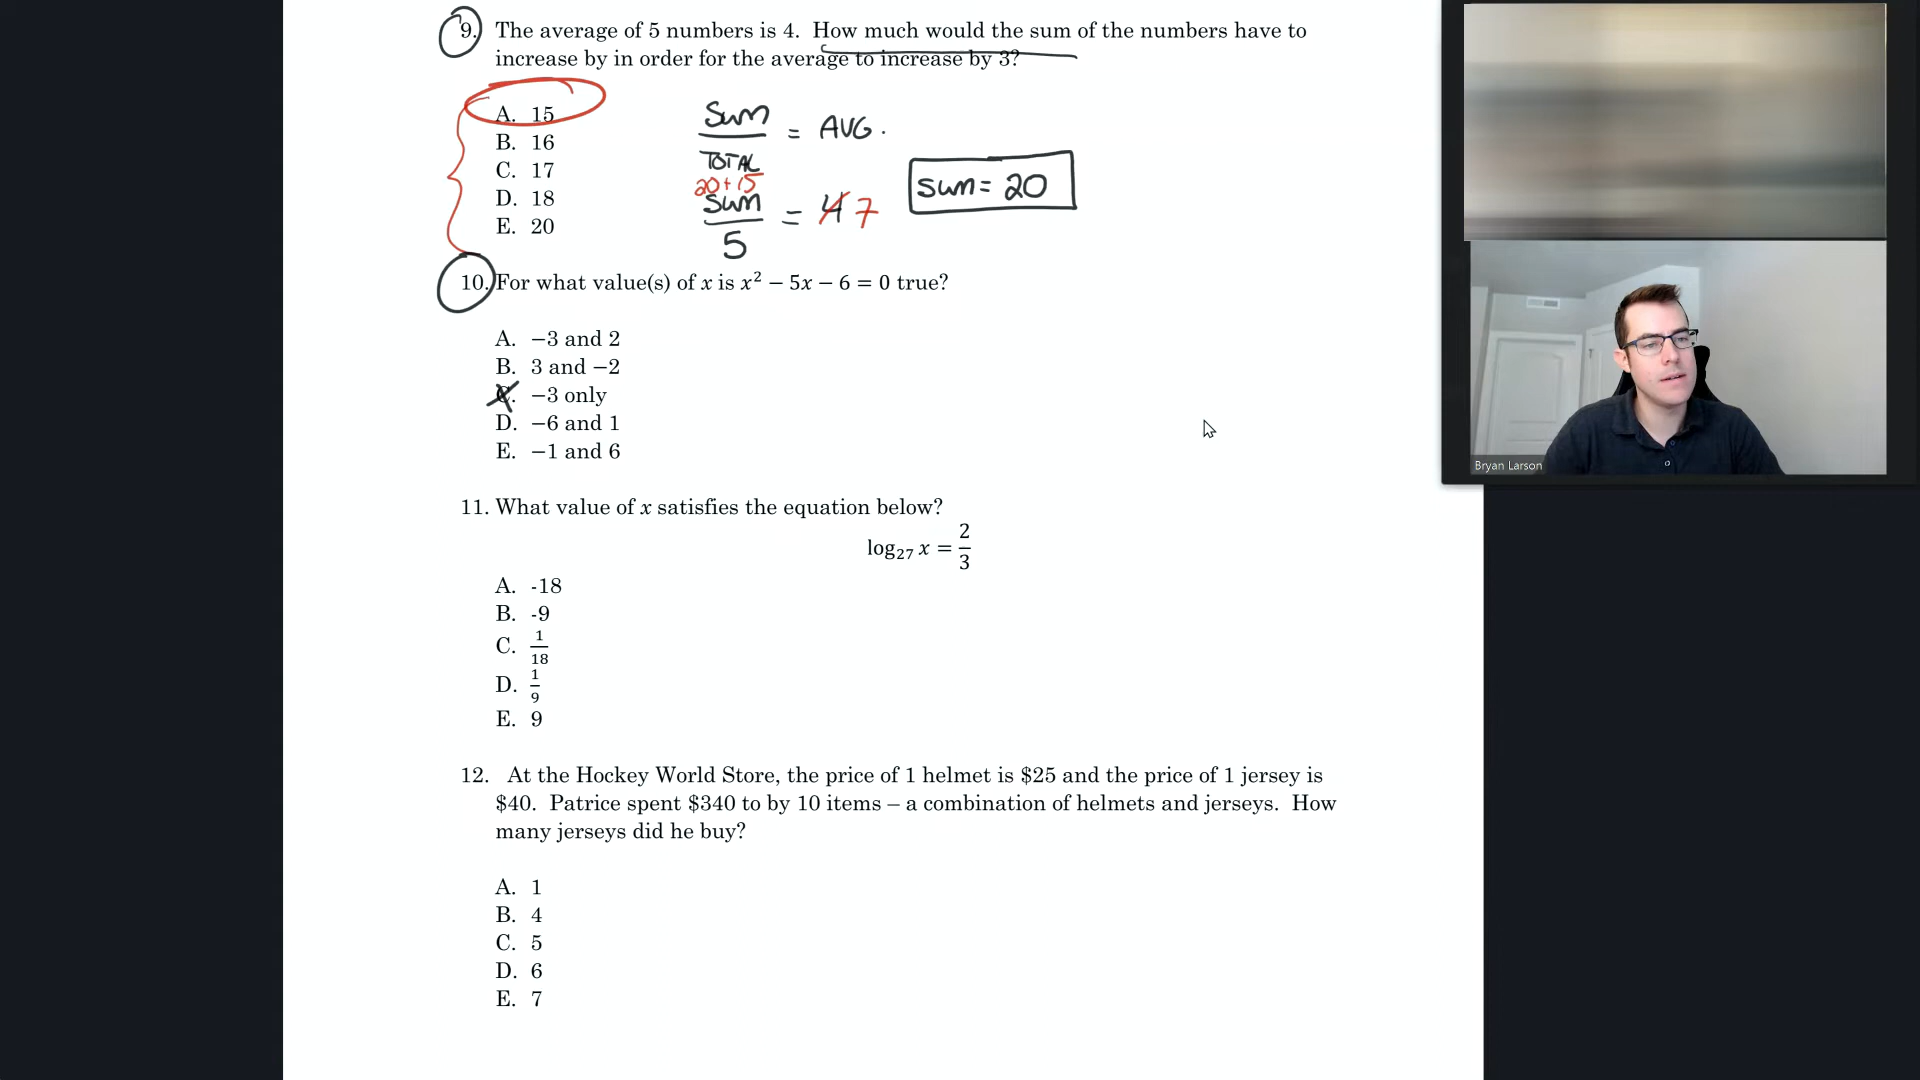 9. The average of 5 numbers is 4. How much would the sum of the numbers have to
increase by in order for the average to increase by 3?
A. 15
B. 16
C. 17
D. 18
E. 20
Sum
TOTAL
= AVG.
20+15
Sum
5
= 4 7
sum = 20
10. For what value(s) of x is x² − 5x − 6 = 0 true?
A. −3 and 2
B. 3 and −2
C. −3 only
D. −6 and 1
E. −1 and 6
11. What value of x satisfies the equation below?
log₂₇ x = 2/3
A. -18
B. -9
C. 1/18
D. 1/9
E. 9
12. At the Hockey World Store, the price of 1 helmet is $25 and the price of 1 jersey is
$40. Patrice spent $340 to by 10 items – a combination of helmets and jerseys. How
many jerseys did he buy?
A. 1
B. 4
C. 5
D. 6
E. 7
Bryan Larson